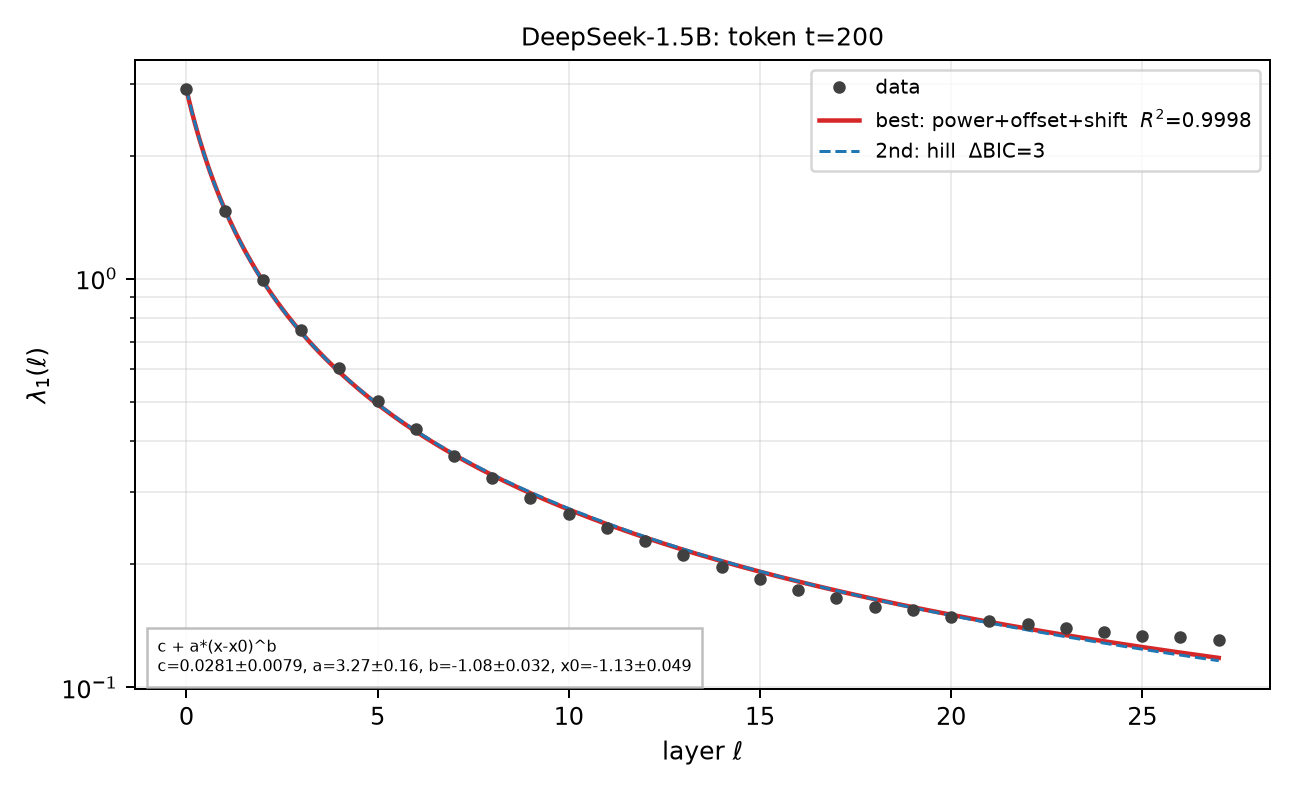 DeepSeek-1.5B: token t=200
data
best: power+offset+shift R²=0.9998
2nd: hill ΔBIC=3
λ₁(ℓ)
10⁰
10⁻¹
c + a*(x-x0)^b
c=0.0281±0.0079, a=3.27±0.16, b=-1.08±0.032, x0=-1.13±0.049
0 5 10 15 20 25
layer ℓ